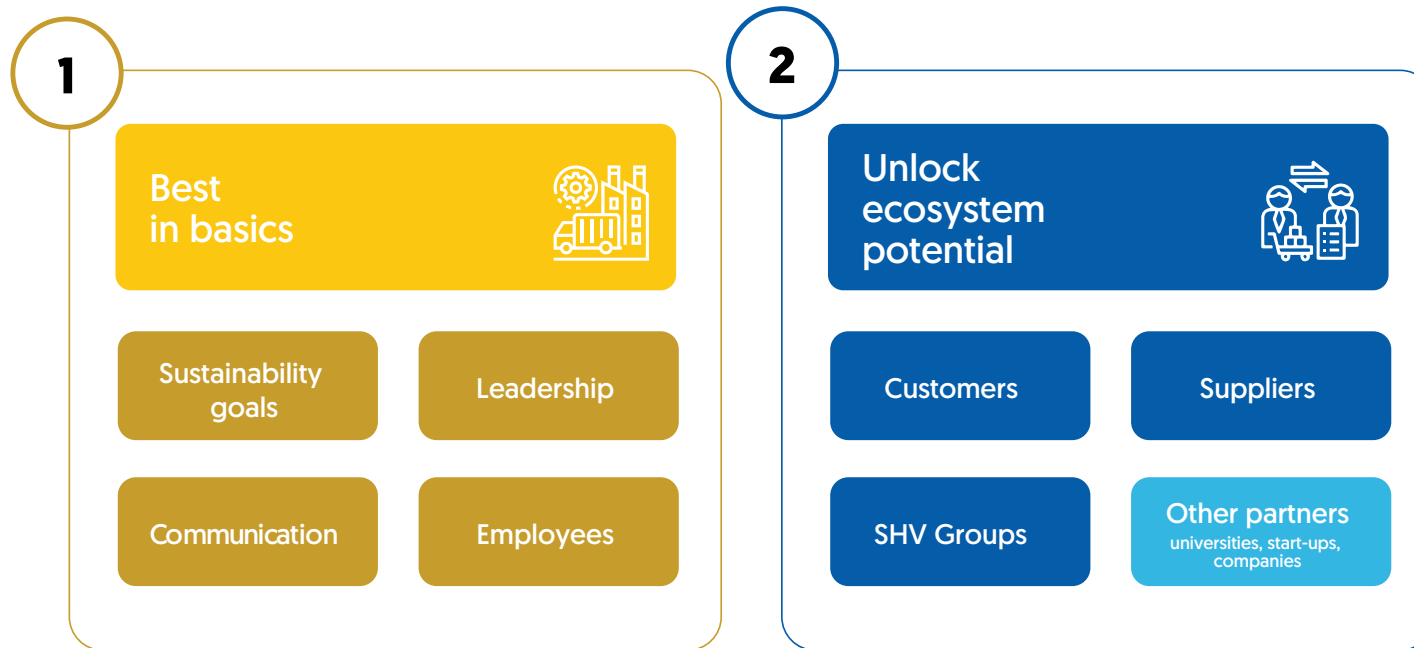 1
Best
in basics
Sustainability
goals
Leadership
Communication
Employees
2
Unlock
ecosystem
potential
Customers
Suppliers
SHV Groups
Other partners
universities, start-ups,
companies